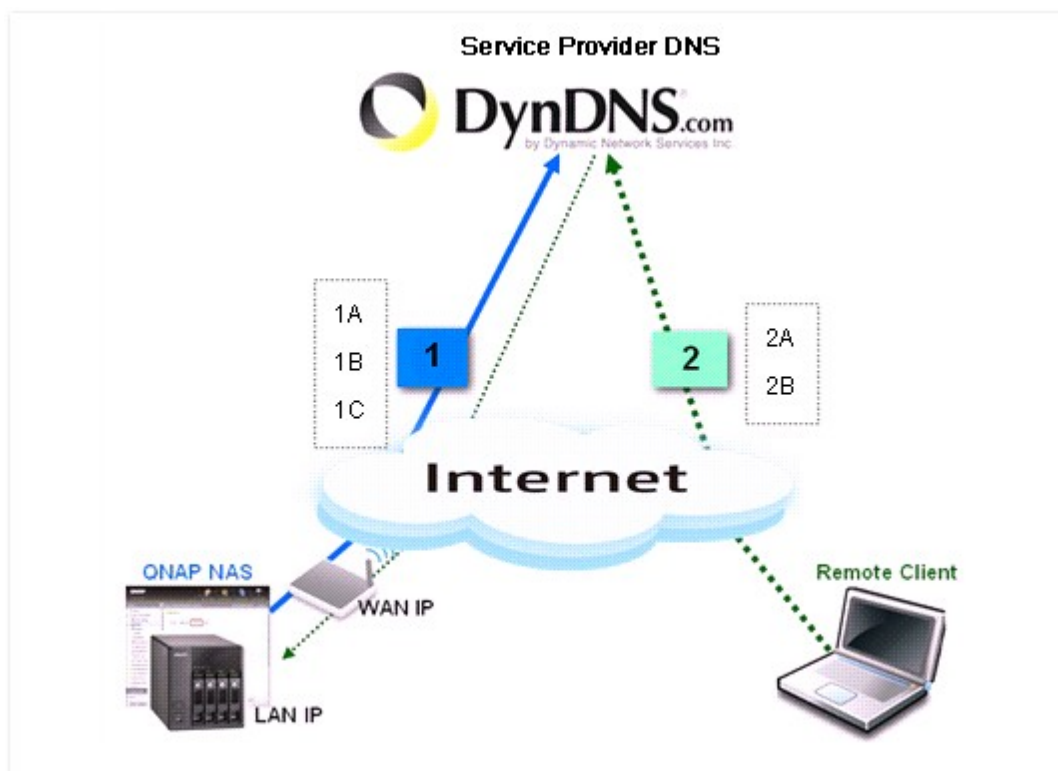 Service Provider DNS
DynDNS.com
by Dynamic Network Services Inc.
1A
1B
1C
1
2
2A
2B
Internet
QNAP NAS
WAN IP
LAN IP
Remote Client